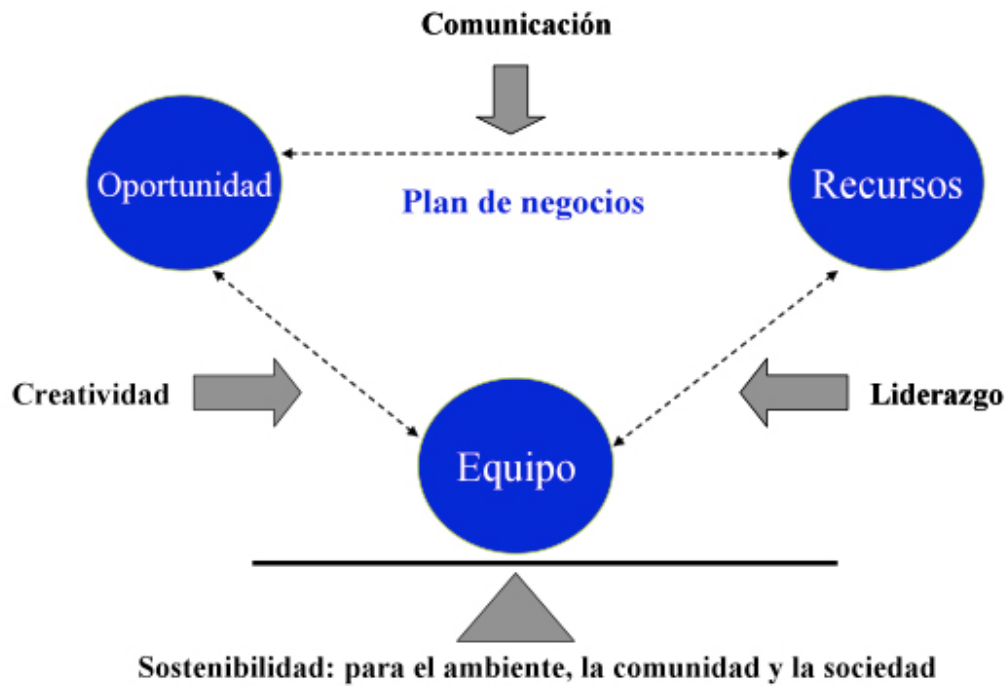 Comunicación
Oportunidad
Recursos
Plan de negocios
Creatividad
Liderazgo
Equipo
Sostenibilidad: para el ambiente, la comunidad y la sociedad